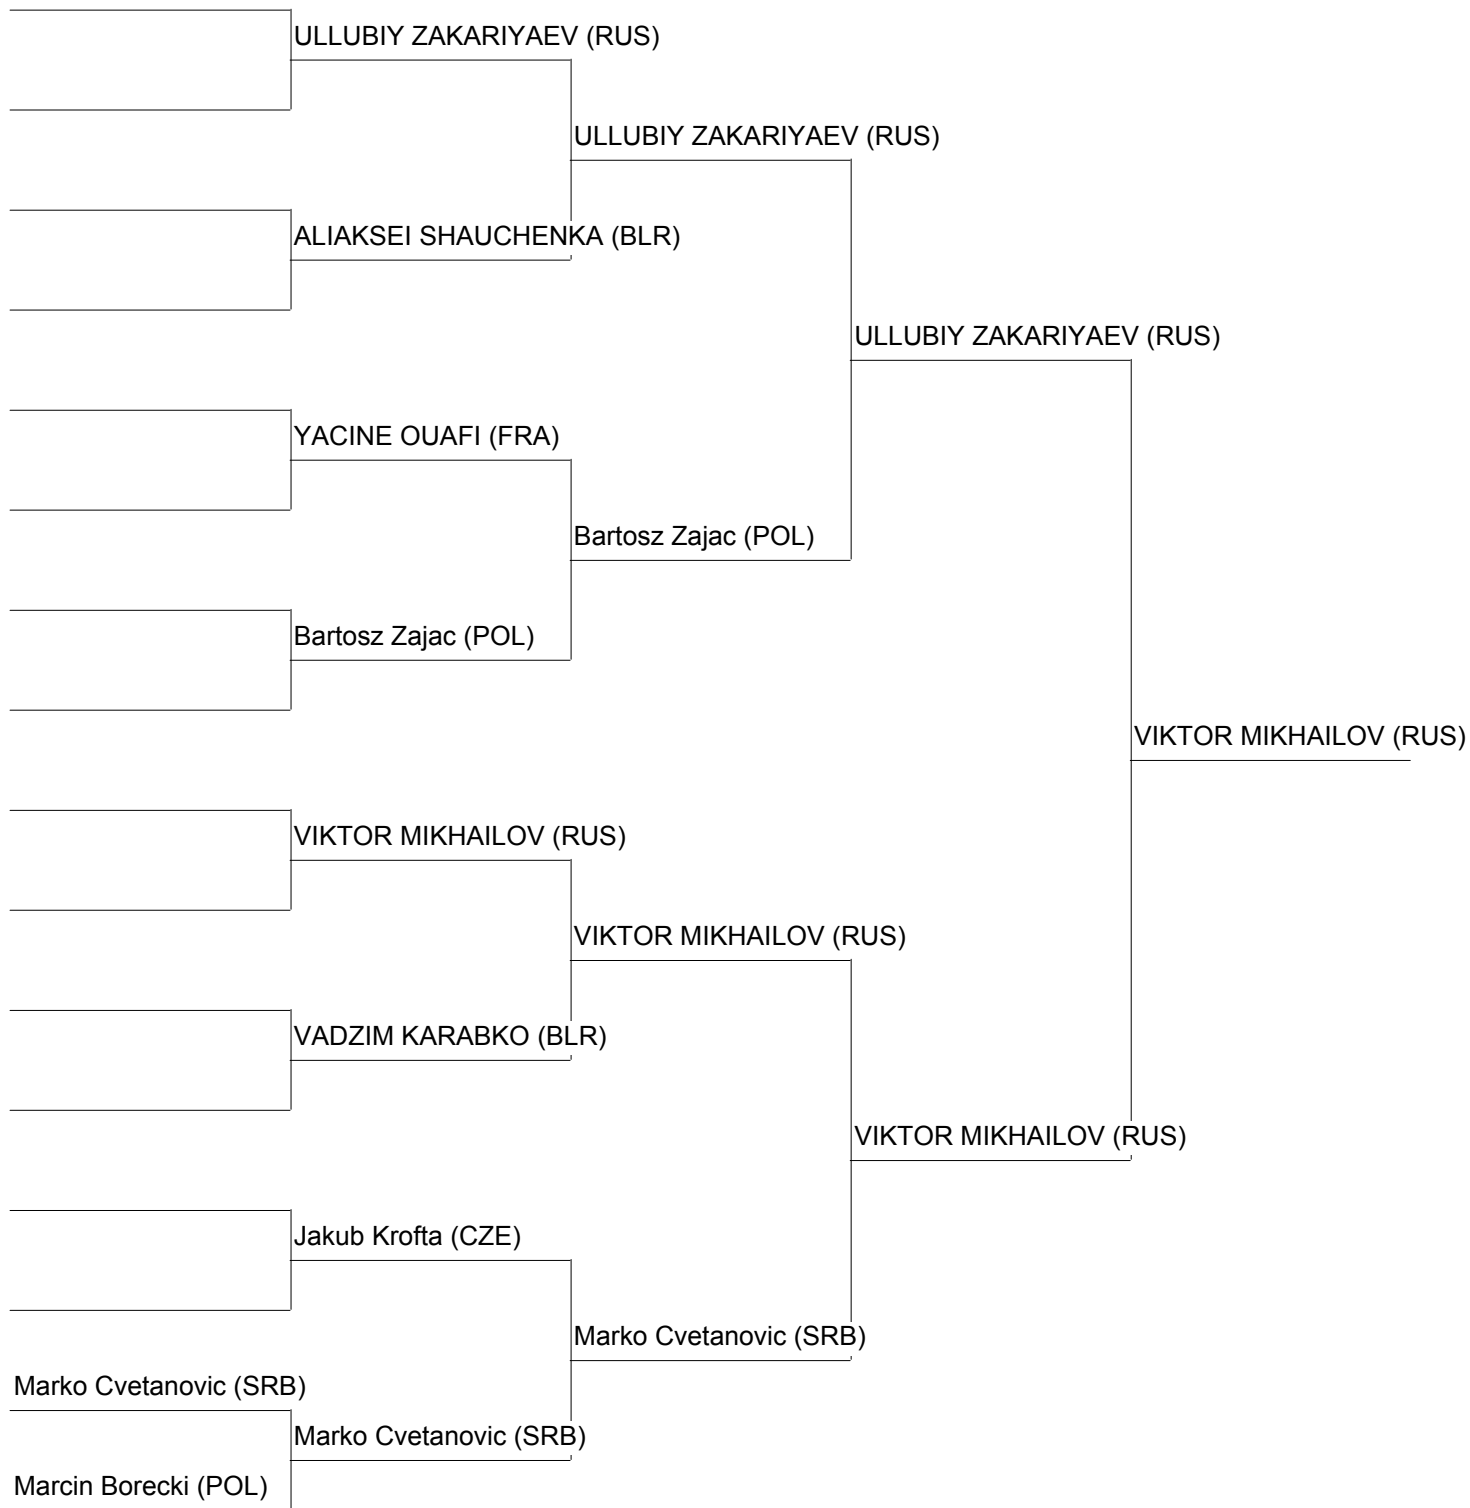 ULLUBIY ZAKARIYAEV (RUS)
ULLUBIY ZAKARIYAEV (RUS)
ALIAKSEI SHAUCHENKA (BLR)
ULLUBIY ZAKARIYAEV (RUS)
YACINE OUAFI (FRA)
Bartosz Zajac (POL)
Bartosz Zajac (POL)
VIKTOR MIKHAILOV (RUS)
VIKTOR MIKHAILOV (RUS)
VIKTOR MIKHAILOV (RUS)
VADZIM KARABKO (BLR)
VIKTOR MIKHAILOV (RUS)
Jakub Krofta (CZE)
Marko Cvetanovic (SRB)
Marko Cvetanovic (SRB)
Marko Cvetanovic (SRB)
Marcin Borecki (POL)